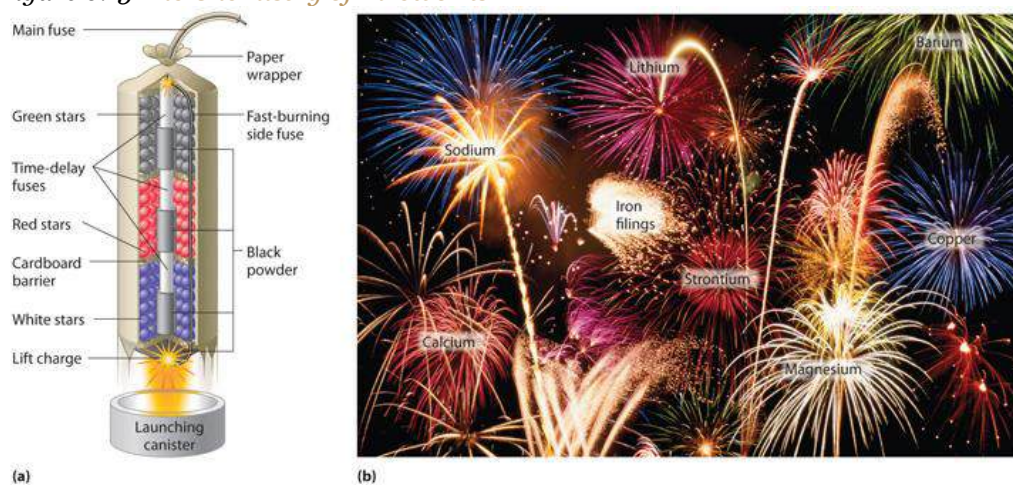 Main fuse
Paper
wrapper
Green stars
Fast-burning
side fuse
Time-delay
fuses
Red stars
Black
powder
Cardboard
barrier
White stars
Lift charge
Launching
canister
(a)
Barium
Lithium
Sodium
Iron
filings
Copper
Strontium
Calcium
Magnesium
(b)